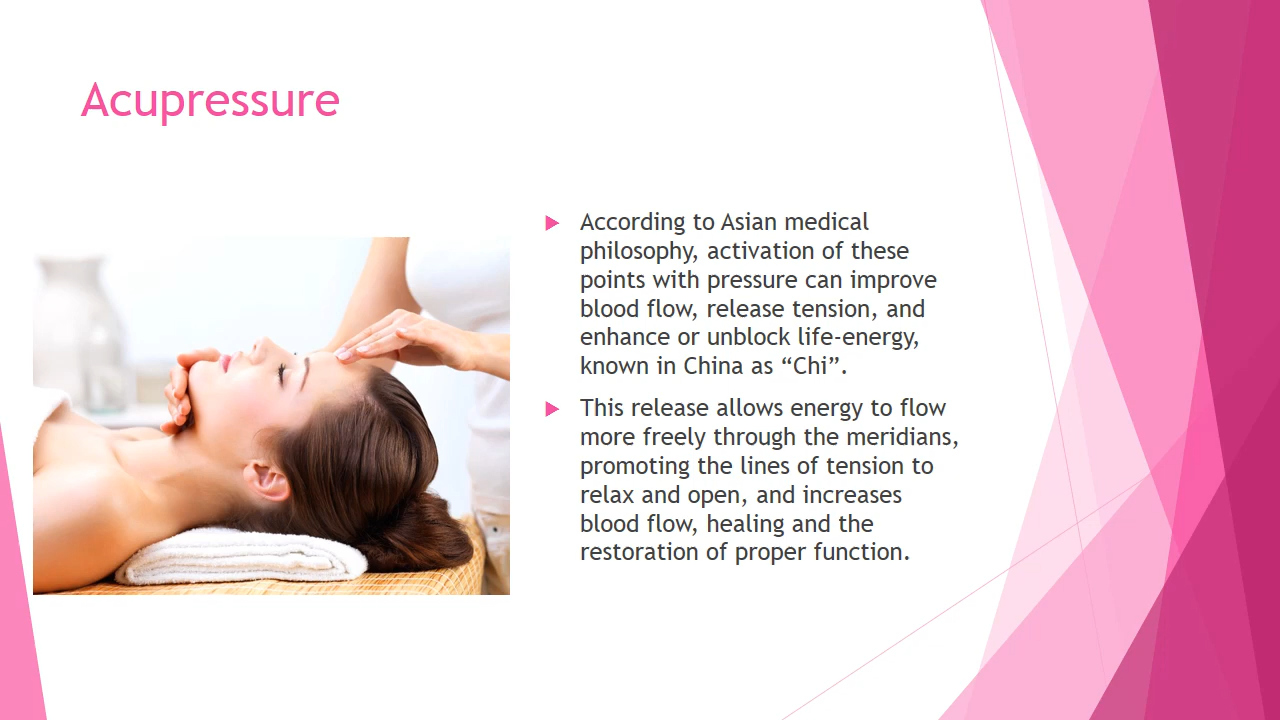 Acupressure
According to Asian medical
philosophy, activation of these
points with pressure can improve
blood flow, release tension, and
enhance or unblock life-energy,
known in China as “Chi”.
This release allows energy to flow
more freely through the meridians,
promoting the lines of tension to
relax and open, and increases
blood flow, healing and the
restoration of proper function.